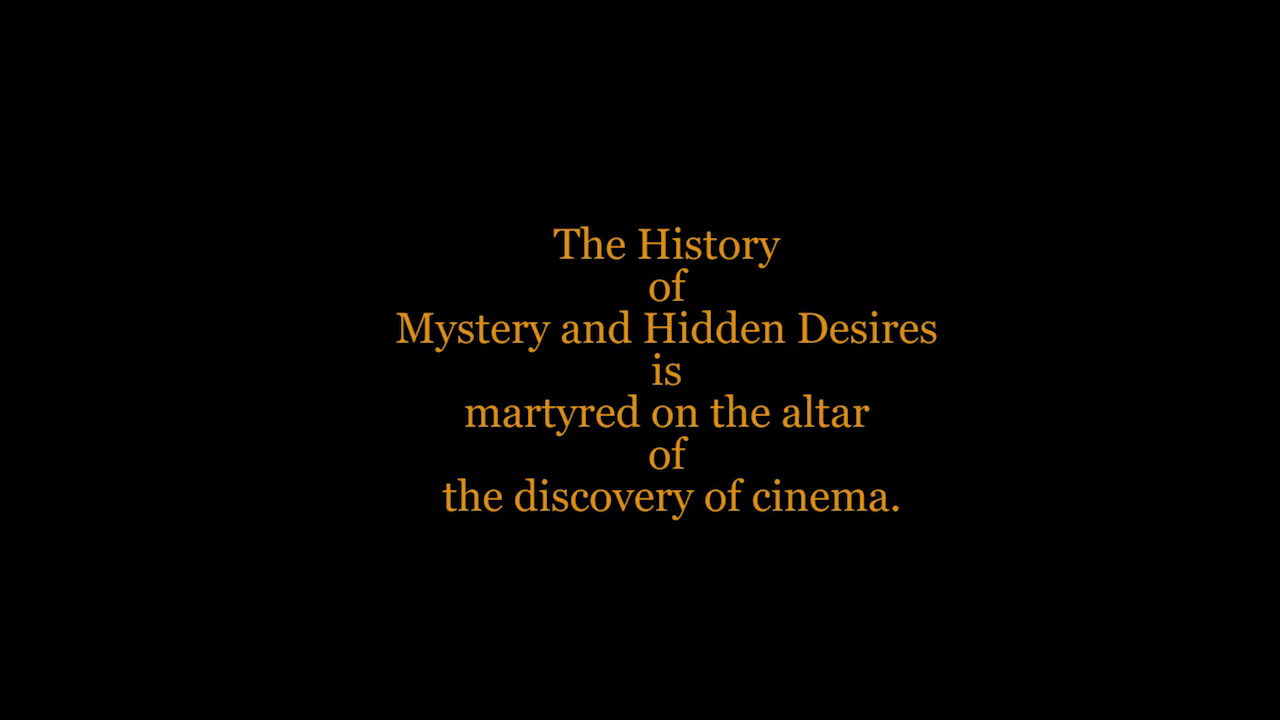 The History
of
Mystery and Hidden Desires
is
martyred on the altar
of
the discovery of cinema.